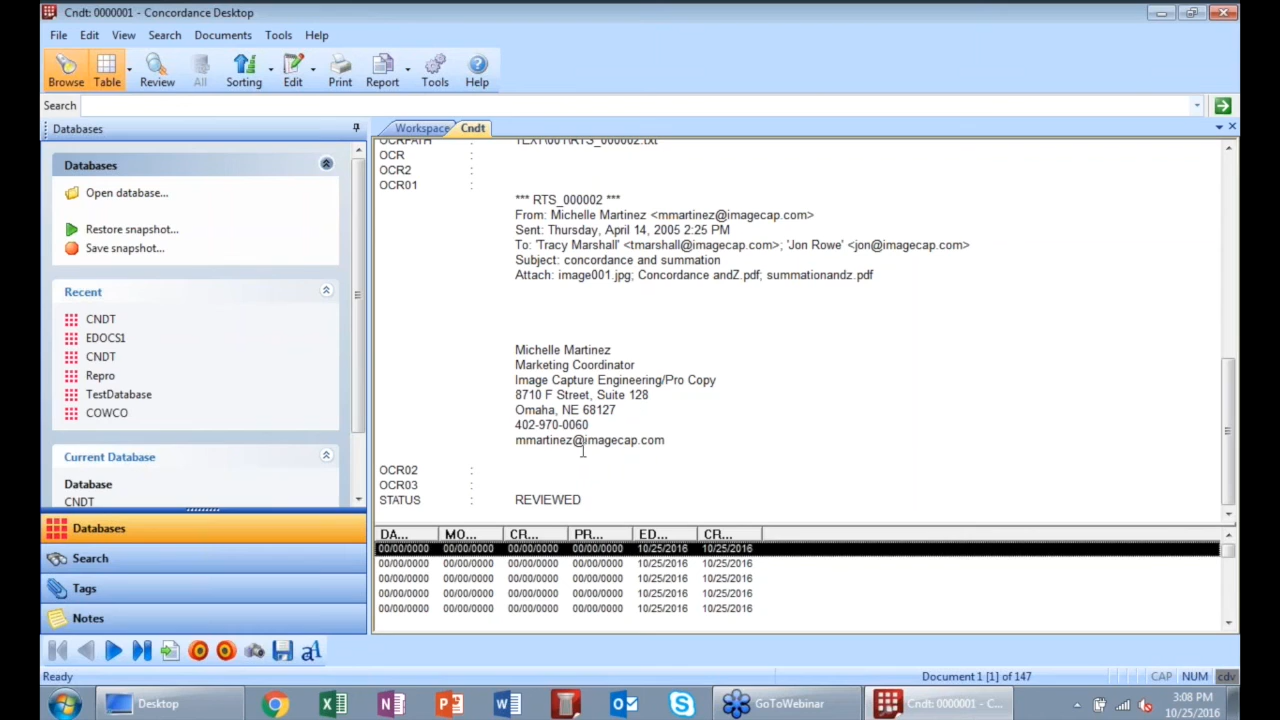 Cndt: 0000001 - Concordance Desktop
File Edit View Search Documents Tools Help
Browse Table Review All Sorting Edit Print Report Tools Help
Search
Databases
Workspace Cndt
Databases
Open database...
Restore snapshot...
Save snapshot...
Recent
CNDT
EDOCS1
CNDT
Repro
TestDatabase
COWCO
Current Database
Database
CNDT
Databases
Search
Tags
Notes
OCRPATH : TEXT\001\RTS_000002.txt
OCR :
OCR2 :
OCR01 :
*** RTS_000002 ***
From: Michelle Martinez <mmartinez@imagecap.com>
Sent: Thursday, April 14, 2005 2:25 PM
To: 'Tracy Marshall' <tmarshall@imagecap.com>; 'Jon Rowe' <jon@imagecap.com>
Subject: concordance and summation
Attach: image001.jpg; Concordance andZ.pdf; summationandz.pdf
Michelle Martinez
Marketing Coordinator
Image Capture Engineering/Pro Copy
8710 F Street, Suite 128
Omaha, NE 68127
402-970-0060
mmartinez@imagecap.com
OCR02 :
OCR03 :
STATUS : REVIEWED
DA... MO... CR... PR... ED... CR...
00/00/0000 00/00/0000 00/00/0000 00/00/0000 10/25/2016 10/25/2016
00/00/0000 00/00/0000 00/00/0000 00/00/0000 10/25/2016 10/25/2016
00/00/0000 00/00/0000 00/00/0000 00/00/0000 10/25/2016 10/25/2016
00/00/0000 00/00/0000 00/00/0000 00/00/0000 10/25/2016 10/25/2016
00/00/0000 00/00/0000 00/00/0000 00/00/0000 10/25/2016 10/25/2016
Ready Document 1 [1] of 147 CAP NUM cdv
Desktop GoToWebinar Cndt: 0000001 - C...
3:08 PM
10/25/2016